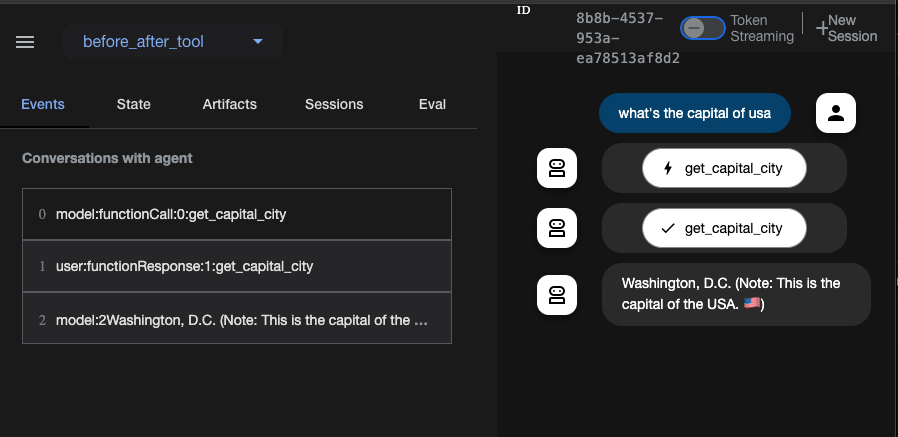 before_after_tool
Events State Artifacts Sessions Eval
Conversations with agent
0 model:functionCall:0:get_capital_city
1 user:functionResponse:1:get_capital_city
2 model:2Washington, D.C. (Note: This is the capital of the ...
ID
8b8b-4537-
953a-
ea78513af8d2
Token
Streaming
New
Session
what's the capital of usa
get_capital_city
get_capital_city
Washington, D.C. (Note: This is the
capital of the USA. 🇺🇸)